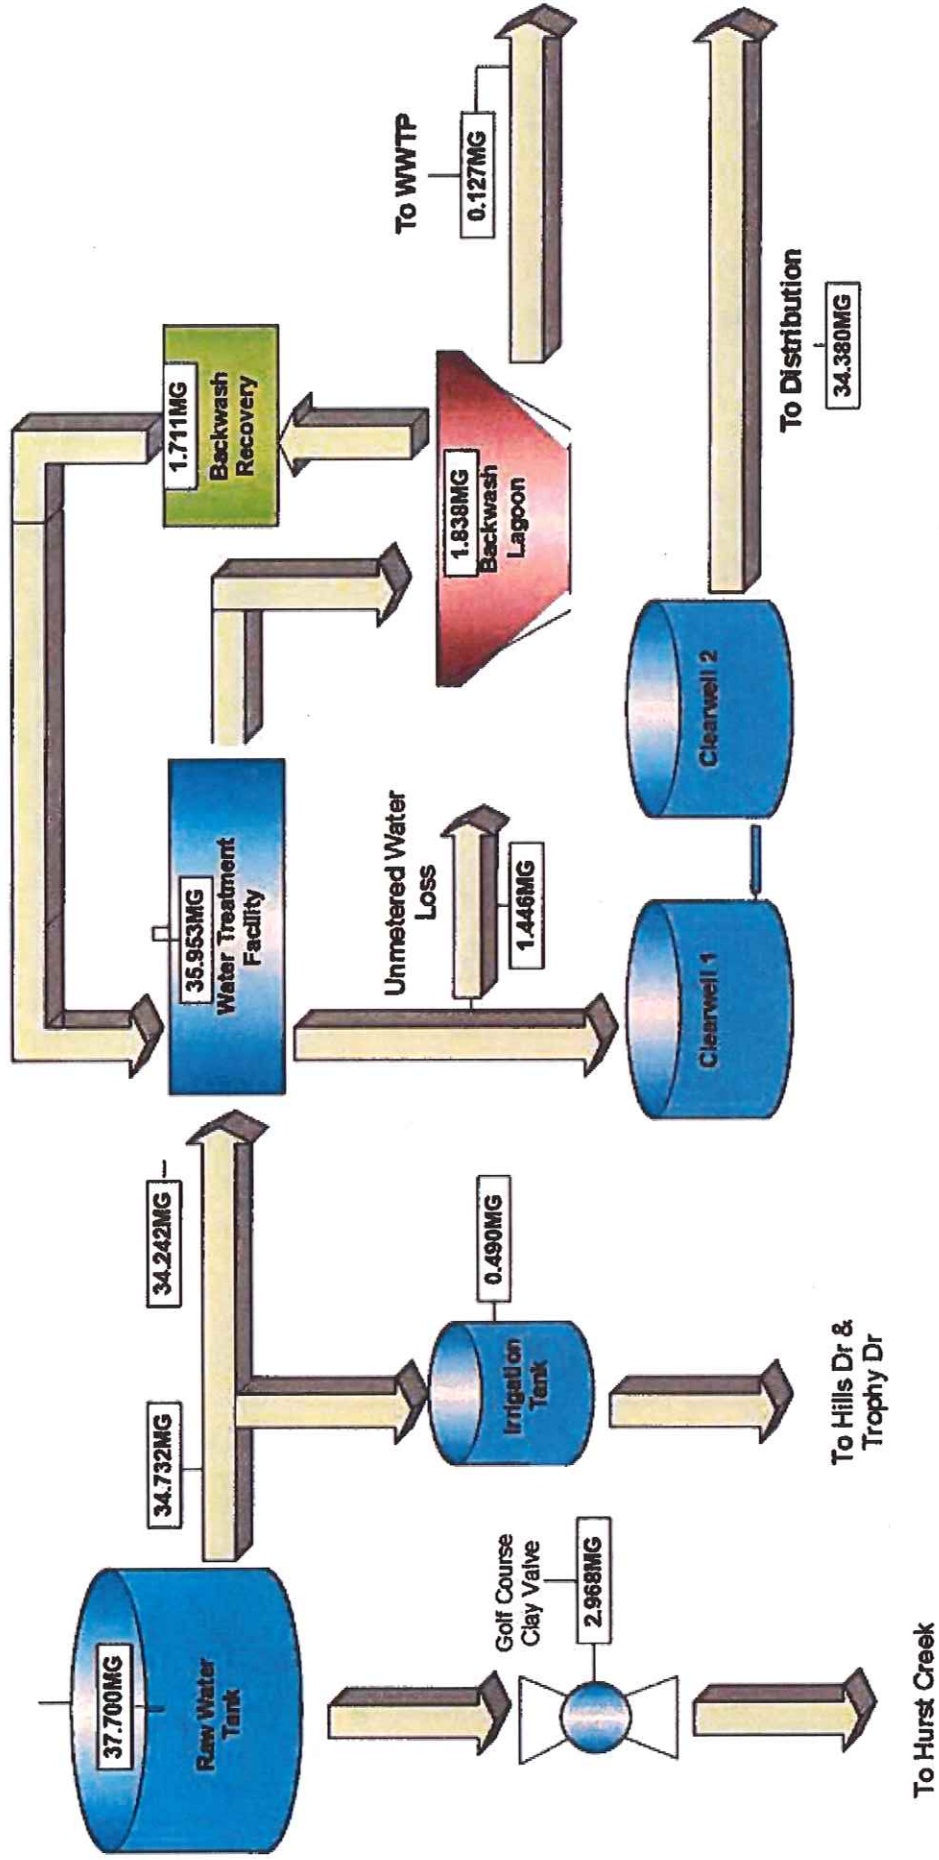 37.700MG
Raw Water
Tank
34.732MG
34.242MG
35.953MG
Water Treatment
Facility
1.711MG
Backwash
Recovery
1.838MG
Backwash
Lagoon
To WWTP
0.127MG
Unmetered Water
Loss
1.446MG
Golf Course
Clay Valve
2.968MG
0.490MG
Irrigation
Tank
Clearwell 1
Clearwell 2
To Distribution
34.380MG
To Hills Dr &
Trophy Dr
To Hurst Creek